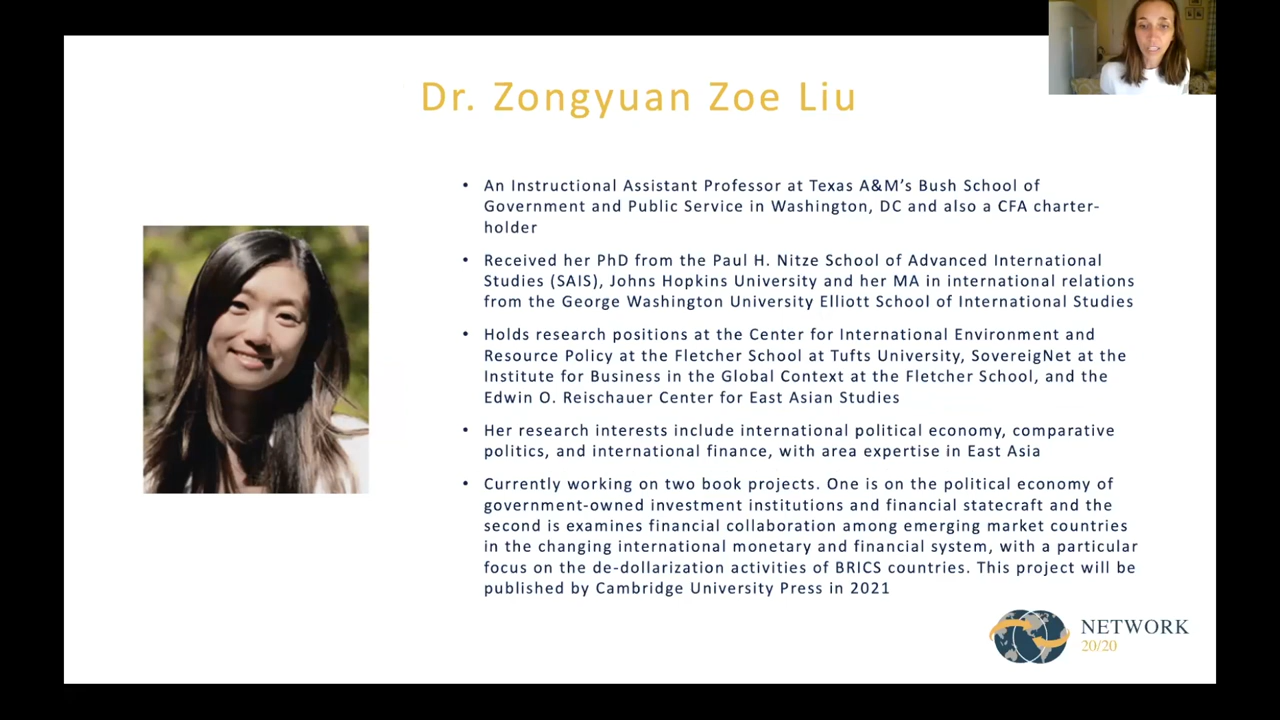 Dr. Zongyuan Zoe Liu
• An Instructional Assistant Professor at Texas A&M’s Bush School of
Government and Public Service in Washington, DC and also a CFA charter-
holder
• Received her PhD from the Paul H. Nitze School of Advanced International
Studies (SAIS), Johns Hopkins University and her MA in international relations
from the George Washington University Elliott School of International Studies
• Holds research positions at the Center for International Environment and
Resource Policy at the Fletcher School at Tufts University, SovereigNet at the
Institute for Business in the Global Context at the Fletcher School, and the
Edwin O. Reischauer Center for East Asian Studies
• Her research interests include international political economy, comparative
politics, and international finance, with area expertise in East Asia
• Currently working on two book projects. One is on the political economy of
government-owned investment institutions and financial statecraft and the
second is examines financial collaboration among emerging market countries
in the changing international monetary and financial system, with a particular
focus on the de-dollarization activities of BRICS countries. This project will be
published by Cambridge University Press in 2021
NETWORK
20/20